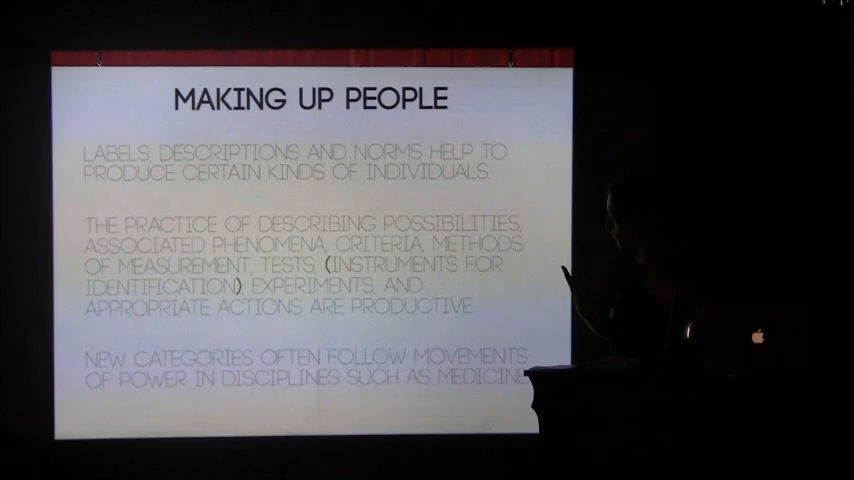 MAKING UP PEOPLE
LABELS, DESCRIPTIONS AND NORMS HELP TO
PRODUCE CERTAIN KINDS OF INDIVIDUALS.
THE PRACTICE OF DESCRIBING POSSIBILITIES,
ASSOCIATED PHENOMENA, CRITERIA, METHODS
OF MEASUREMENT, TESTS, (INSTRUMENTS FOR
IDENTIFICATION), EXPERIMENTS, AND
APPROPRIATE ACTIONS ARE PRODUCTIVE
NEW CATEGORIES OFTEN FOLLOW MOVEMENTS
OF POWER IN DISCIPLINES SUCH AS MEDICINE